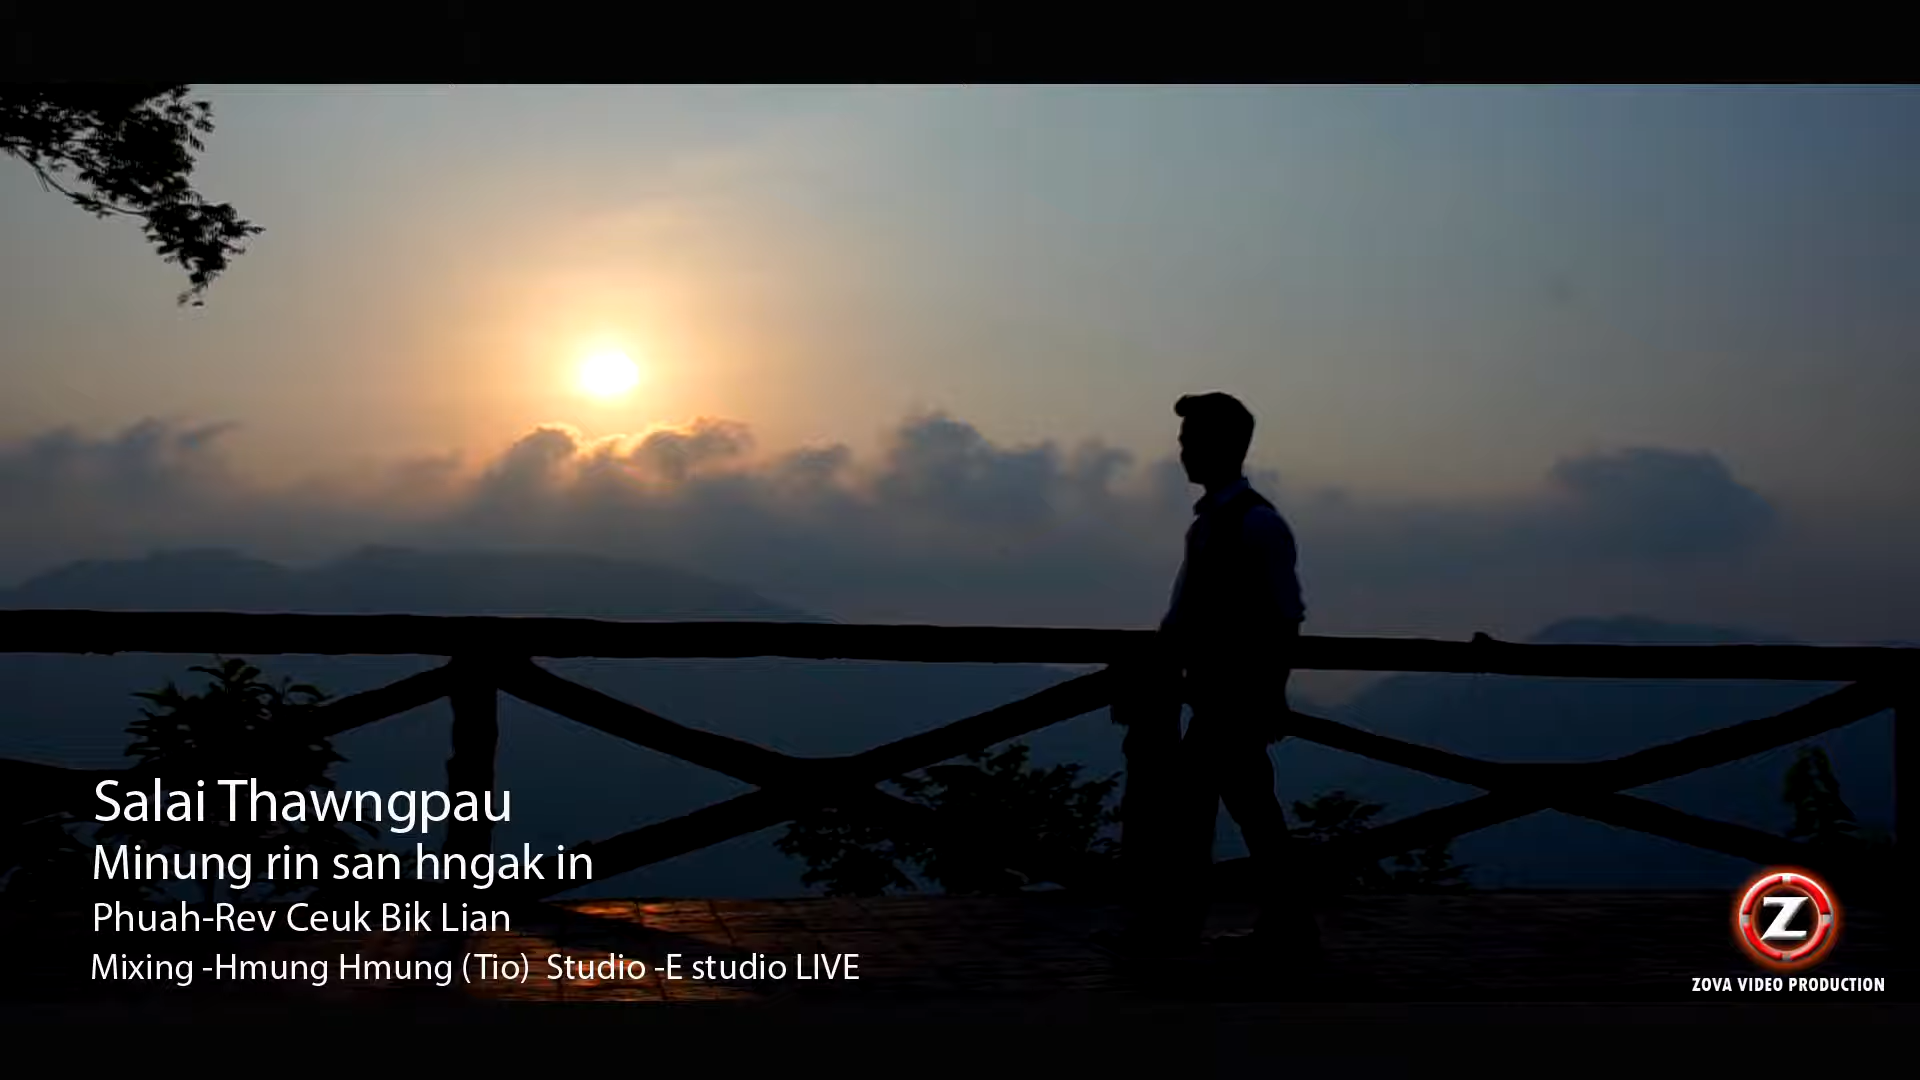 Salai Thawngpau
Minung rin san hngak in
Phuah-Rev Ceuk Bik Lian
Mixing -Hmung Hmung (Tio)  Studio -E studio LIVE
Z
ZOVA VIDEO PRODUCTION